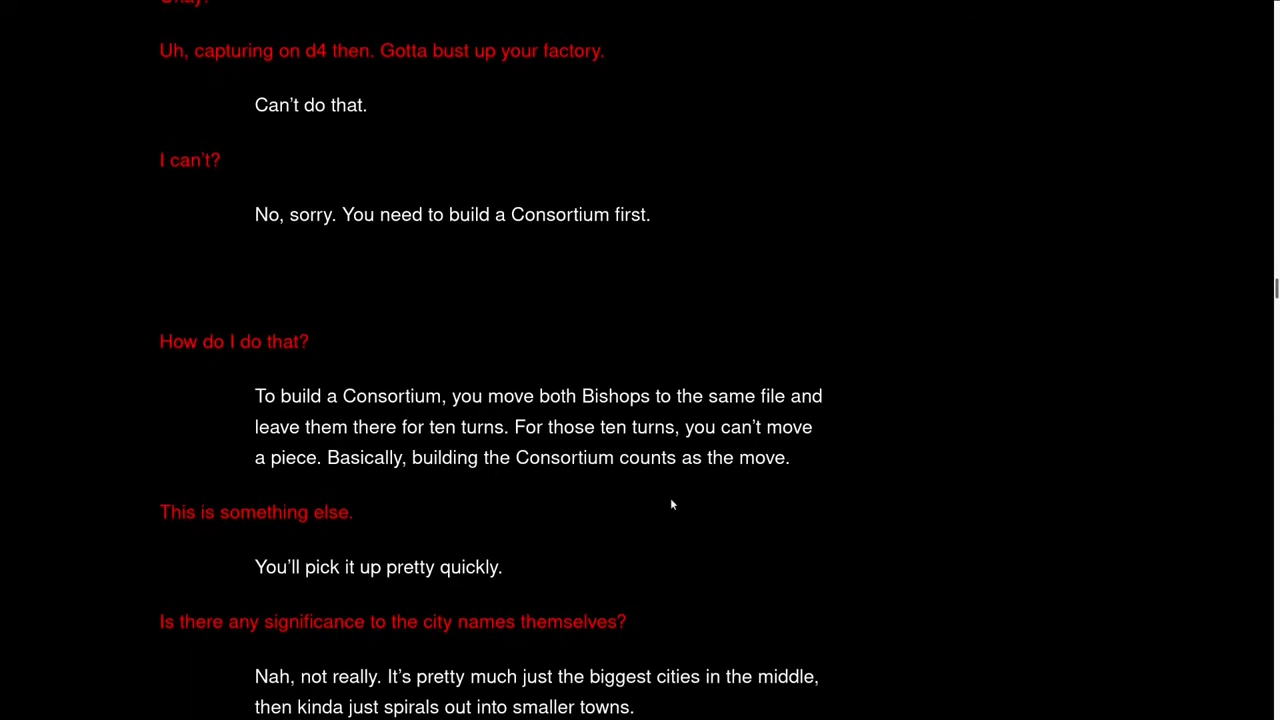 Okay?
Uh, capturing on d4 then. Gotta bust up your factory.
Can’t do that.
I can’t?
No, sorry. You need to build a Consortium first.
How do I do that?
To build a Consortium, you move both Bishops to the same file and
leave them there for ten turns. For those ten turns, you can’t move
a piece. Basically, building the Consortium counts as the move.
This is something else.
You’ll pick it up pretty quickly.
Is there any significance to the city names themselves?
Nah, not really. It’s pretty much just the biggest cities in the middle,
then kinda just spirals out into smaller towns.